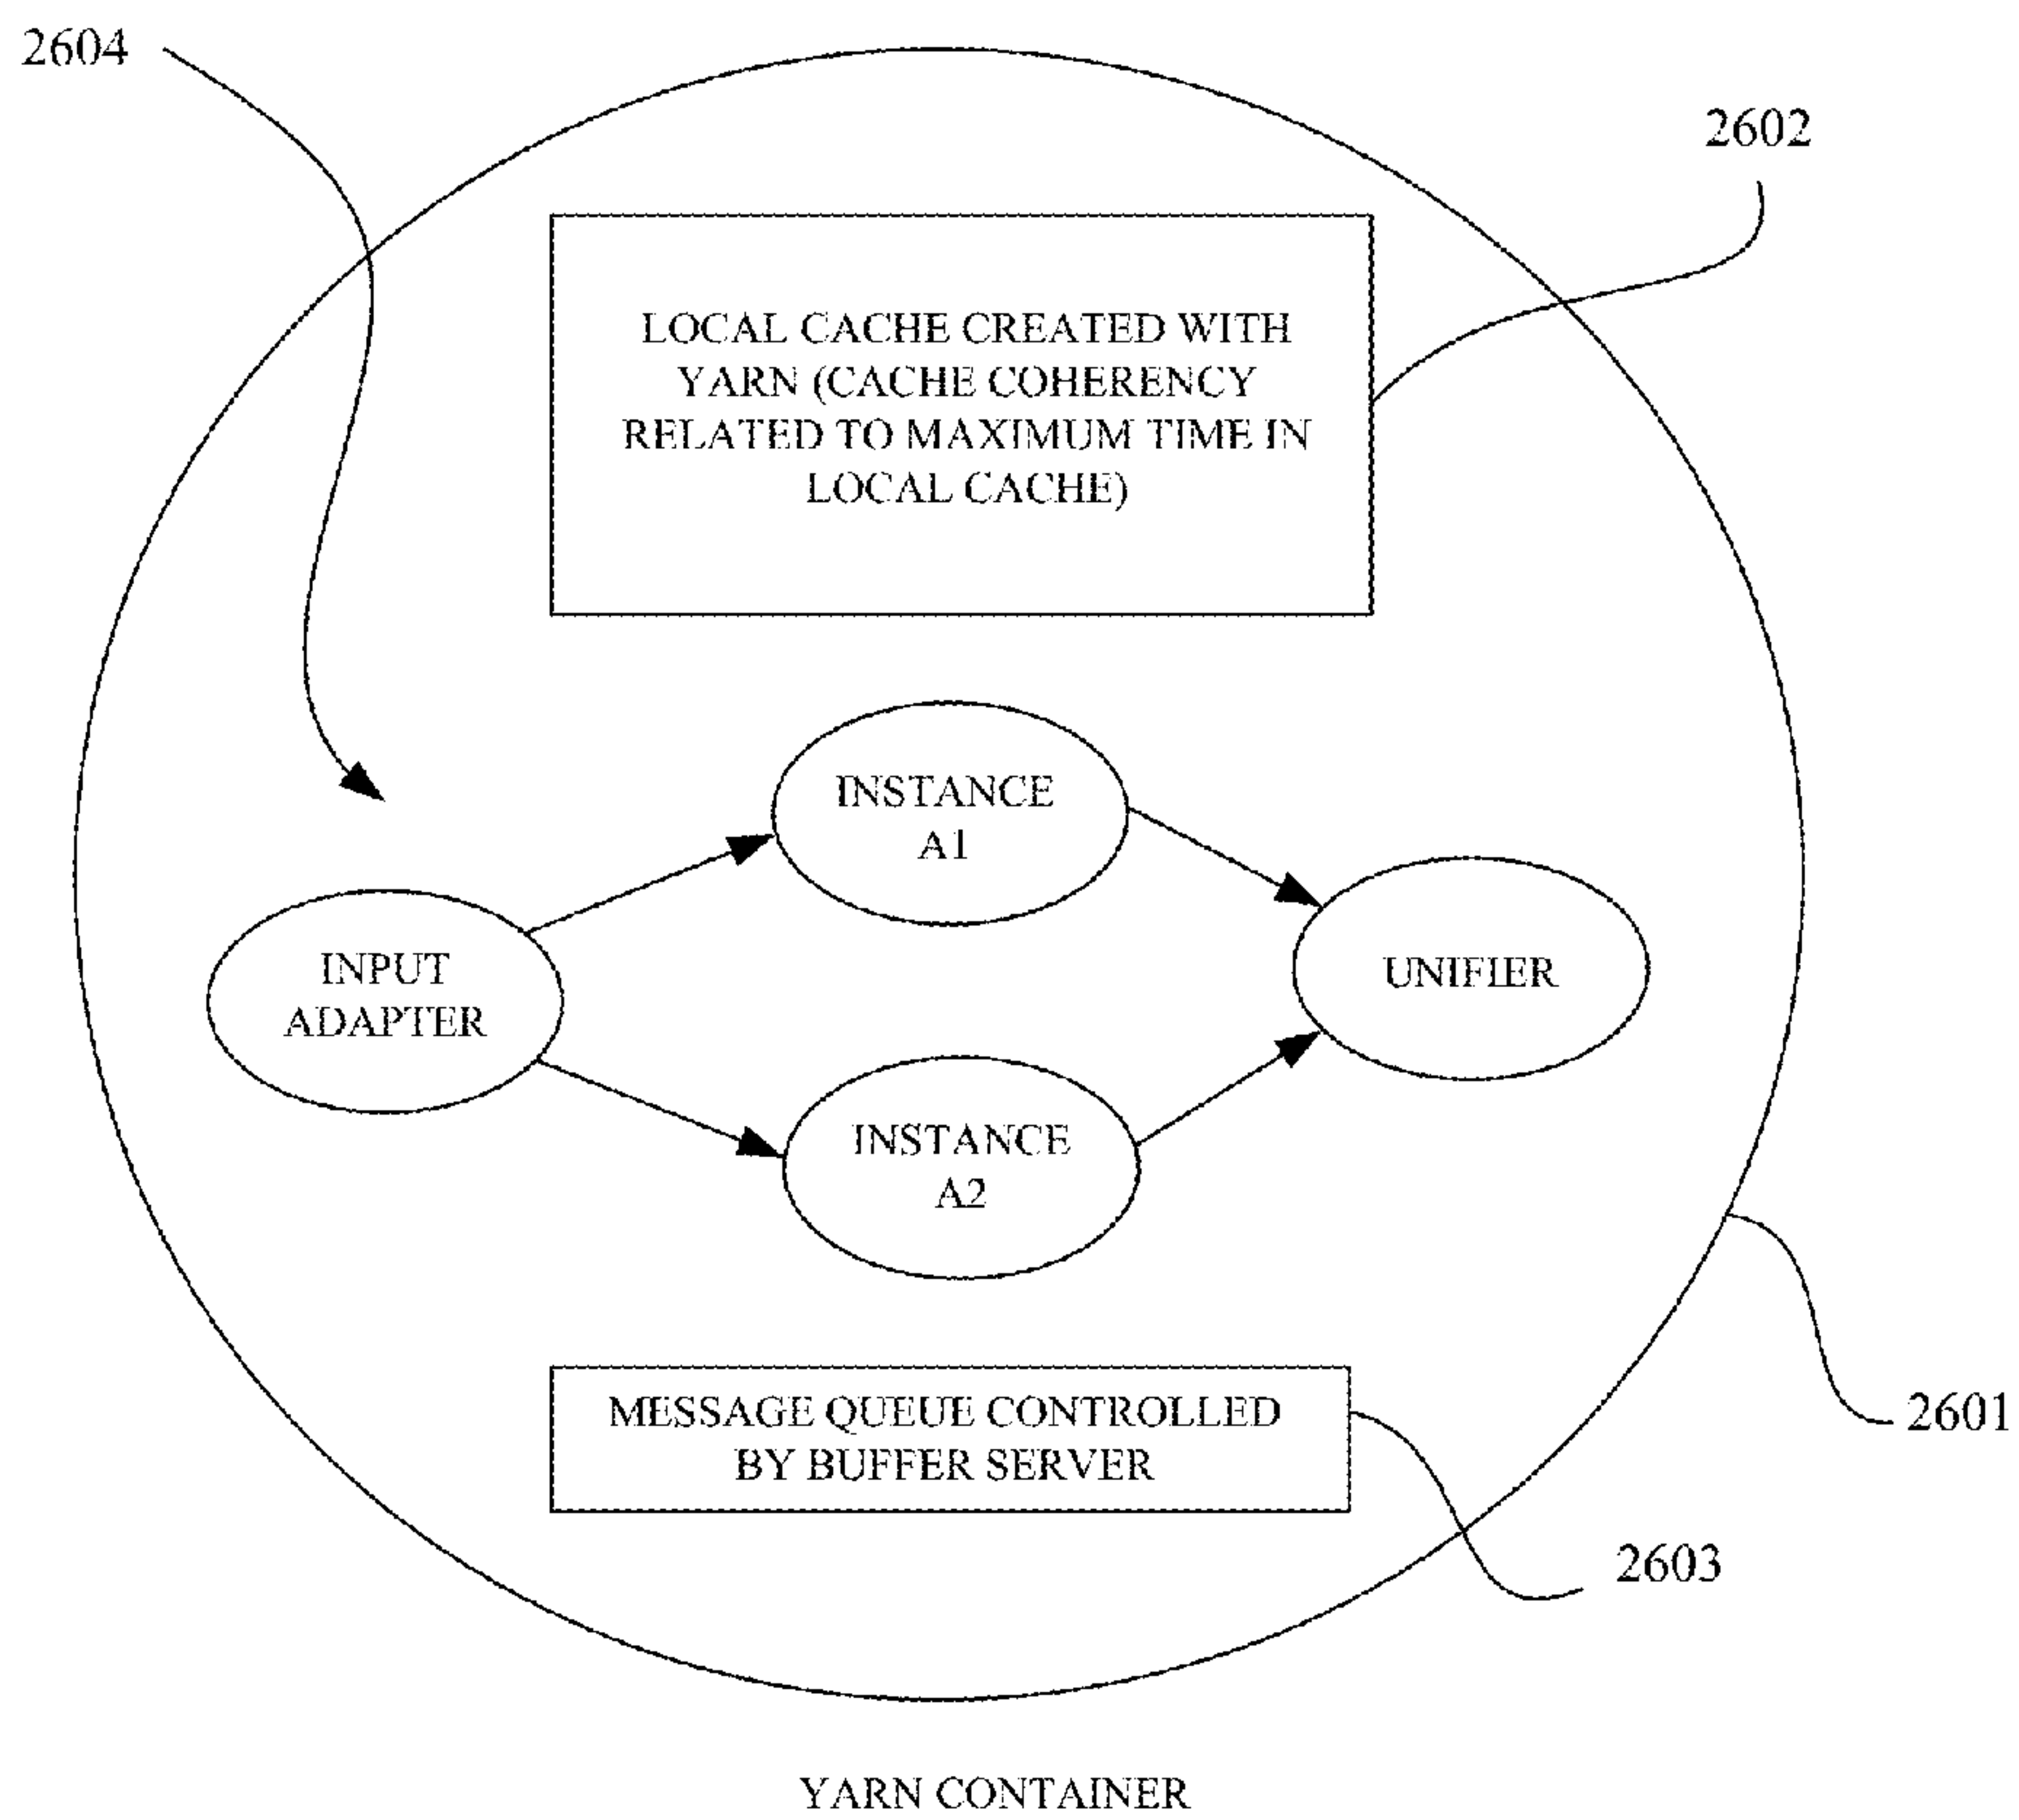 2604
2602
LOCAL CACHE CREATED WITH
YARN (CACHE COHERENCY
RELATED TO MAXIMUM TIME IN
LOCAL CACHE)
INSTANCE
A1
INPUT
ADAPTER
UNIFIER
INSTANCE
A2
MESSAGE QUEUE CONTROLLED
BY BUFFER SERVER
2601
2603
YARN CONTAINER